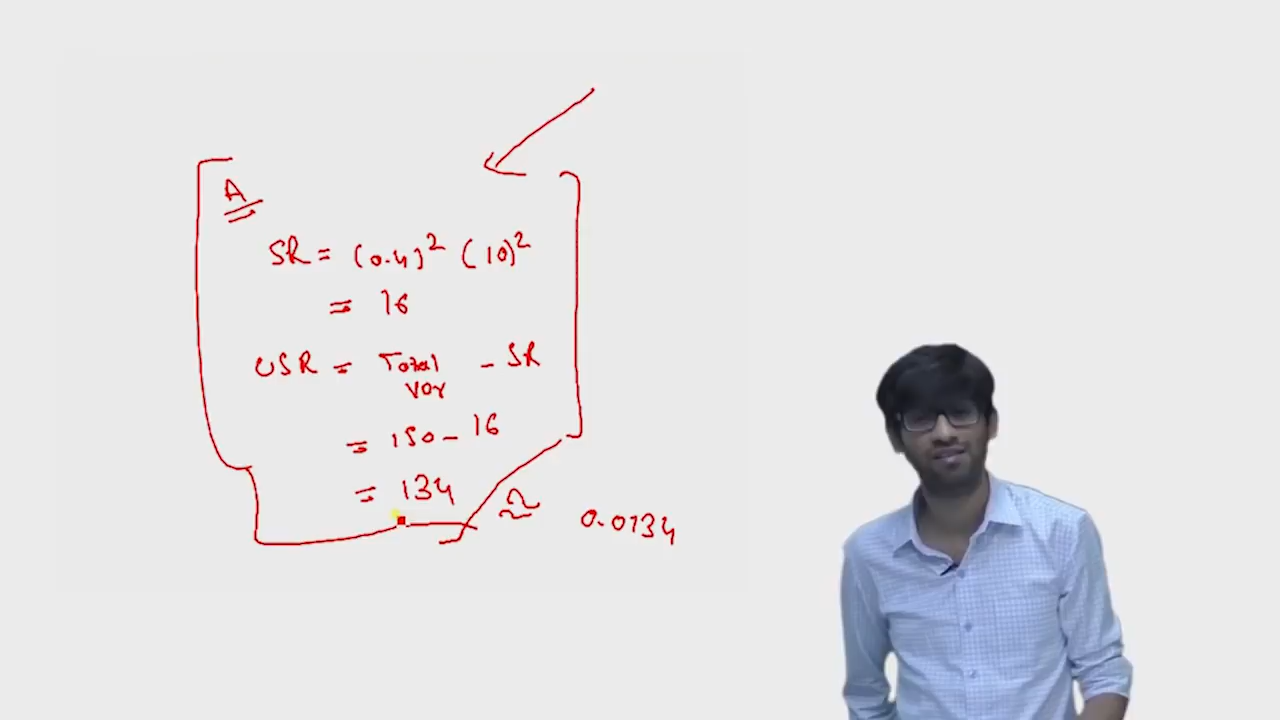 A
SR = (0.4)² (10)²
= 16
USR = Total Var - SR
= 150 - 16
= 134
≈ 0.0134